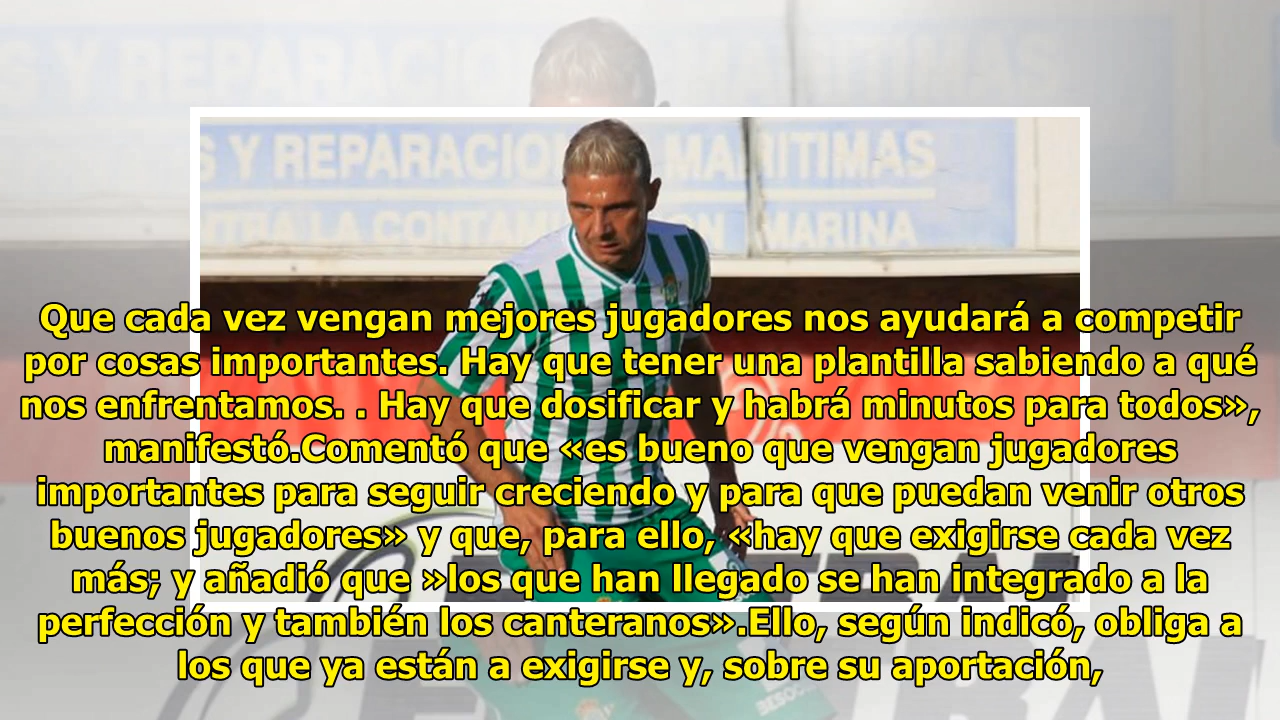 S Y REPARACIO
MARITIMAS
MARINA
Que cada vez vengan mejores jugadores nos ayudará a competir
por cosas importantes. Hay que tener una plantilla sabiendo a qué
nos enfrentamos. . Hay que dosificar y habrá minutos para todos»,
manifestó.Comentó que «es bueno que vengan jugadores
importantes para seguir creciendo y para que puedan venir otros
buenos jugadores» y que, para ello, «hay que exigirse cada vez
más; y añadió que »los que han llegado se han integrado a la
perfección y también los canteranos».Ello, según indicó, obliga a
los que ya están a exigirse y, sobre su aportación,